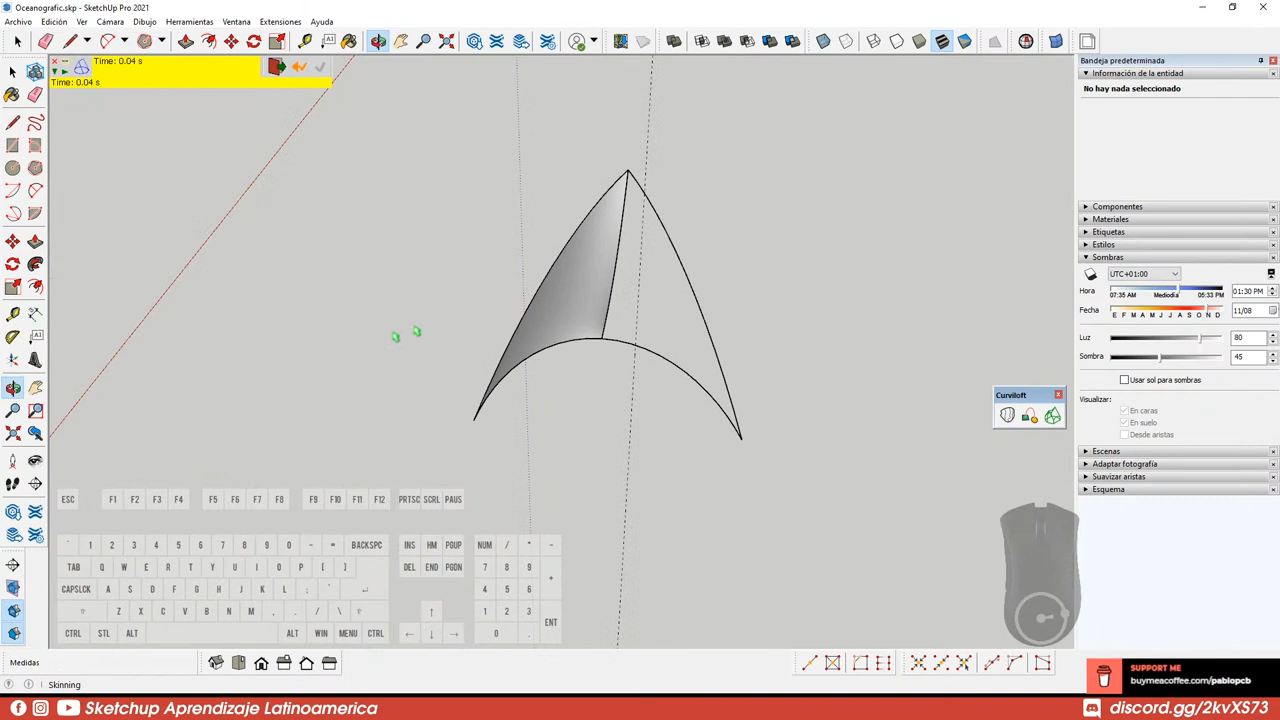 Oceanografic.skp - SketchUp Pro 2021
Archivo Edición Ver Cámara Dibujo Herramientas Ventana Extensiones Ayuda
Time: 0.04 s
Time: 0.04 s
Bandeja predeterminada
Información de la entidad
No hay nada seleccionado
Componentes
Materiales
Etiquetas
Estilos
Sombras
UTC+01:00
Hora
07:35 AM Mediodía 05:33 PM
01:30 PM
Fecha
E F M A M J J A S O N D
11/08
Luz 80
Sombra 45
Usar sol para sombras
Visualizar:
En caras
En suelo
Desde aristas
Escenas
Adaptar fotografía
Suavizar aristas
Esquema
Curviloft
ESC F1 F2 F3 F4 F5 F6 F7 F8 F9 F10 F11 F12 PRTSC SCRL PAUS
` 1 2 3 4 5 6 7 8 9 0 - = BACKSPC INS HM PGUP NUM / * -
TAB Q W E R T Y U I O P [ ] DEL END PGDN 7 8 9 +
CAPSLCK A S D F G H J K L ; ' ↵ 4 5 6
⇧ Z X C V B N M , . / \ ⇧ ↑ 1 2 3 ENT
CTRL STL ALT ALT WIN MENU CTRL ← ↓ → 0 .
Medidas
Skinning
SUPPORT ME
buymeacoffee.com/pablopcb
Sketchup Aprendizaje Latinoamerica
discord.gg/2kvXS73